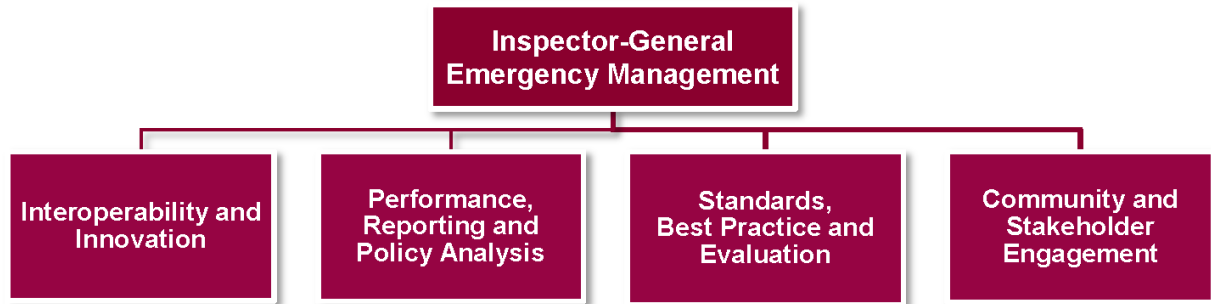 Inspector-General
Emergency Management
Interoperability and
Innovation
Performance,
Reporting and
Policy Analysis
Standards,
Best Practice and
Evaluation
Community and
Stakeholder
Engagement